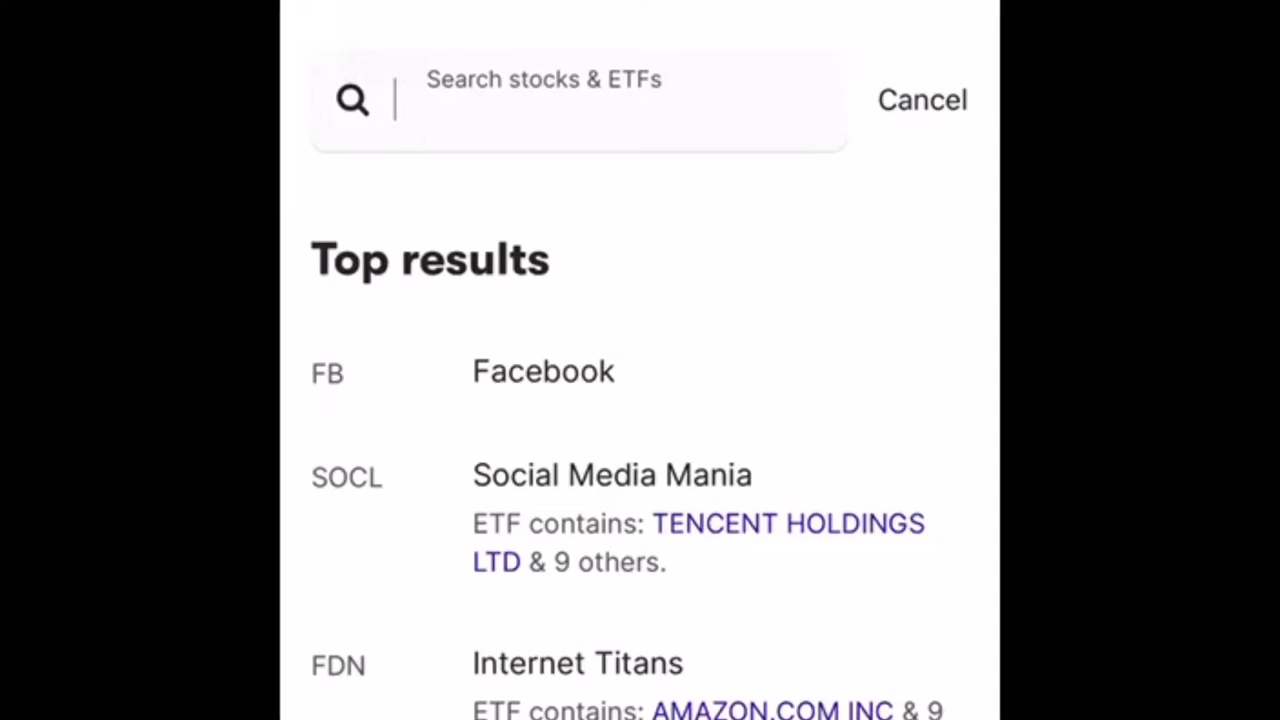 Search stocks & ETFs
Cancel
Top results
FB Facebook
SOCL Social Media Mania
ETF contains: TENCENT HOLDINGS
LTD & 9 others.
FDN Internet Titans
ETF contains: AMAZON.COM INC & 9